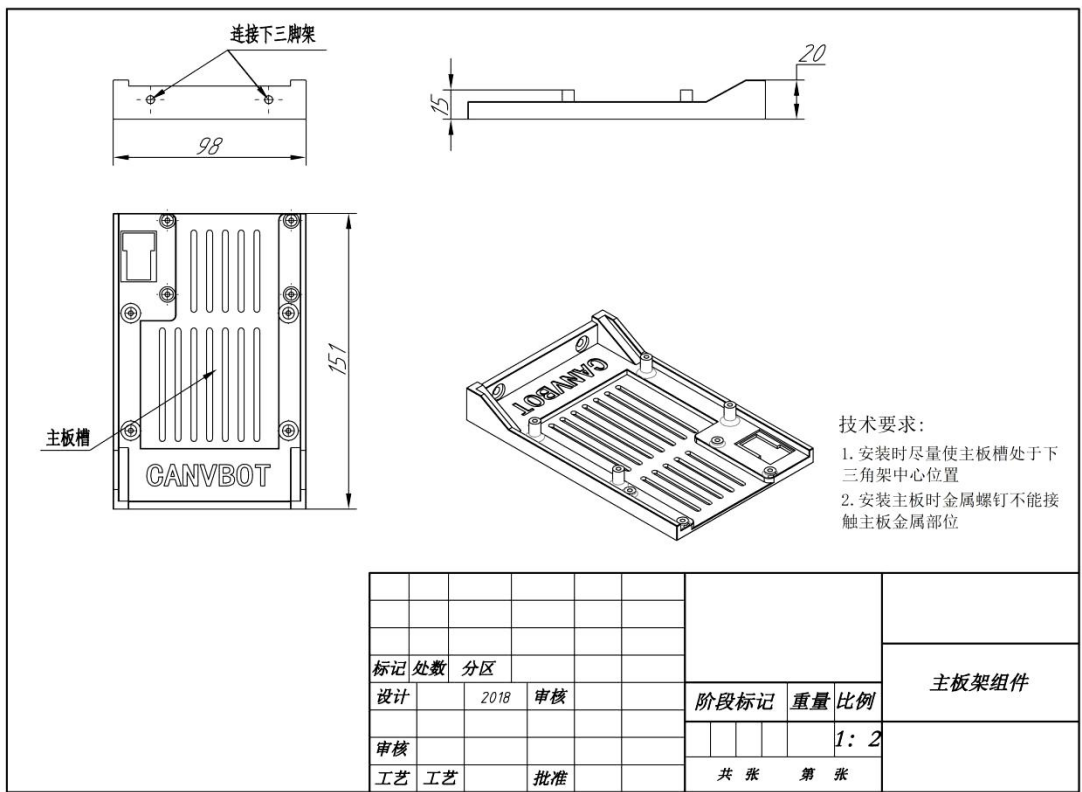 连接下三脚架
98
15
20
151
主板槽
CANVBOT
CANVBOT
技术要求:
1.安装时尽量使主板槽处于下
三角架中心位置
2.安装主板时金属螺钉不能接
触主板金属部位
标记 处数 分区
设计 2018 审核
审核
工艺 工艺 批准
阶段标记 重量 比例
1: 2
共 张 第 张
主板架组件